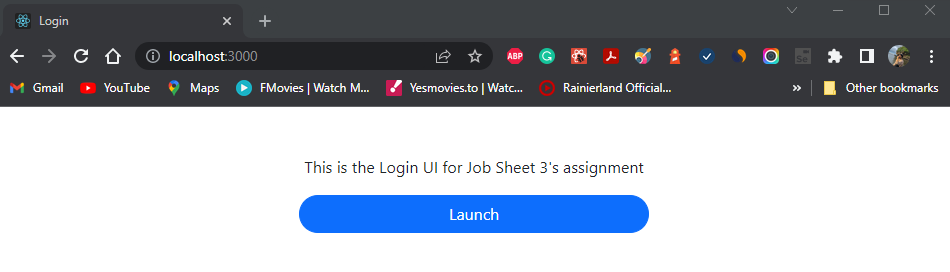 Login
localhost:3000
ABP
Gmail YouTube Maps FMovies | Watch M... Yesmovies.to | Watc... Rainierland Official... » Other bookmarks
This is the Login UI for Job Sheet 3's assignment
Launch